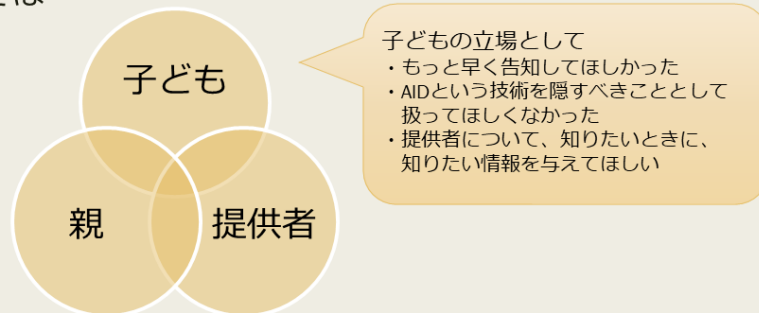 子ども
親
提供者
子どもの立場として
・もっと早く告知してほしかった
・AIDという技術を隠すべきこととして
扱ってほしくなかった
・提供者について、知りたいときに、
知りたい情報を与えてほしい